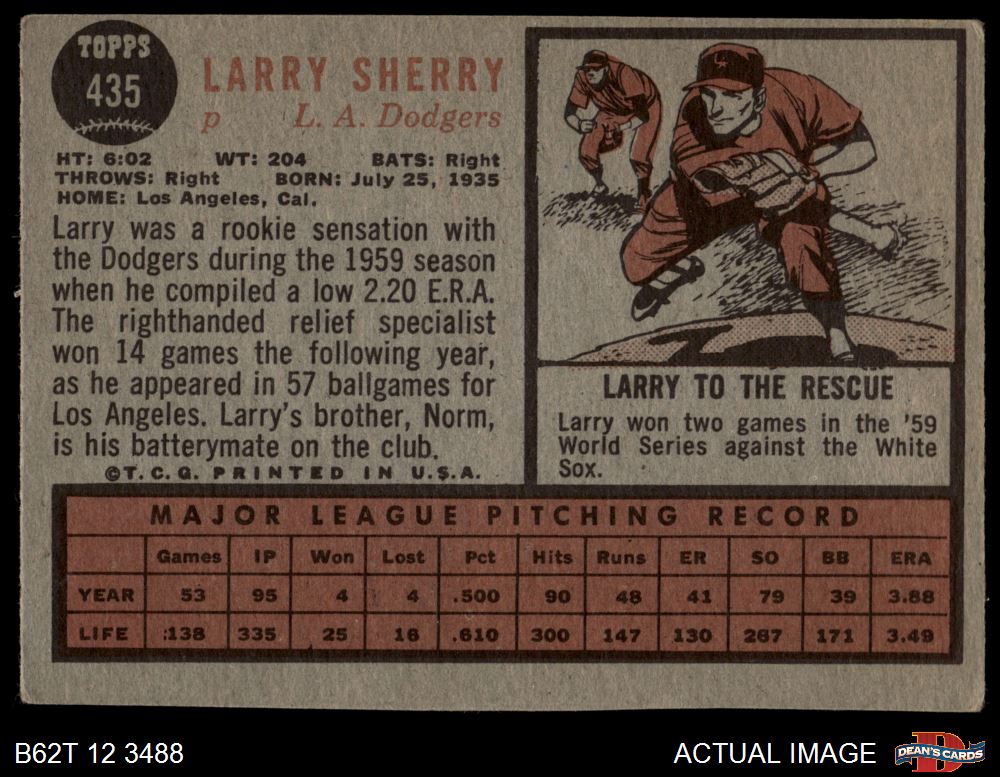 TOPPS
435
LARRY SHERRY
p L. A. Dodgers
HT: 6:02 WT: 204 BATS: Right
THROWS: Right BORN: July 25, 1935
HOME: Los Angeles, Cal.
Larry was a rookie sensation with
the Dodgers during the 1959 season
when he compiled a low 2.20 E.R.A.
The righthanded relief specialist
won 14 games the following year,
as he appeared in 57 ballgames for
Los Angeles. Larry's brother, Norm,
is his batterymate on the club.
©T.C.G. PRINTED IN U.S.A.
LARRY TO THE RESCUE
Larry won two games in the '59
World Series against the White
Sox.
MAJOR LEAGUE PITCHING RECORD
Games IP Won Lost Pct Hits Runs ER SO BB ERA
YEAR 53 95 4 4 .500 90 48 41 79 39 3.88
LIFE 138 335 25 16 .610 300 147 130 267 171 3.49
B62T 12 3488
ACTUAL IMAGE
D
DEAN'S CARDS